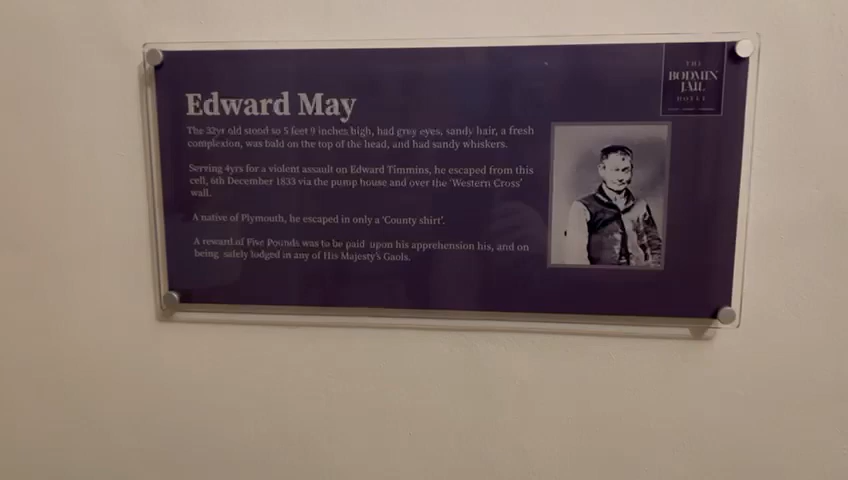 THE
BODMIN
JAIL
HOTEL
Edward May
The 32yr old stood so 5 feet 9 inches high, had grey eyes, sandy hair, a fresh
complexion, was bald on the top of the head, and had sandy whiskers.
Serving 4yrs for a violent assault on Edward Timmins, he escaped from this
cell, 6th December 1833 via the pump house and over the 'Western Cross'
wall.
A native of Plymouth, he escaped in only a 'County shirt'.
A reward of Five Pounds was to be paid upon his apprehension his, and on
being safely lodged in any of His Majesty's Gaols.